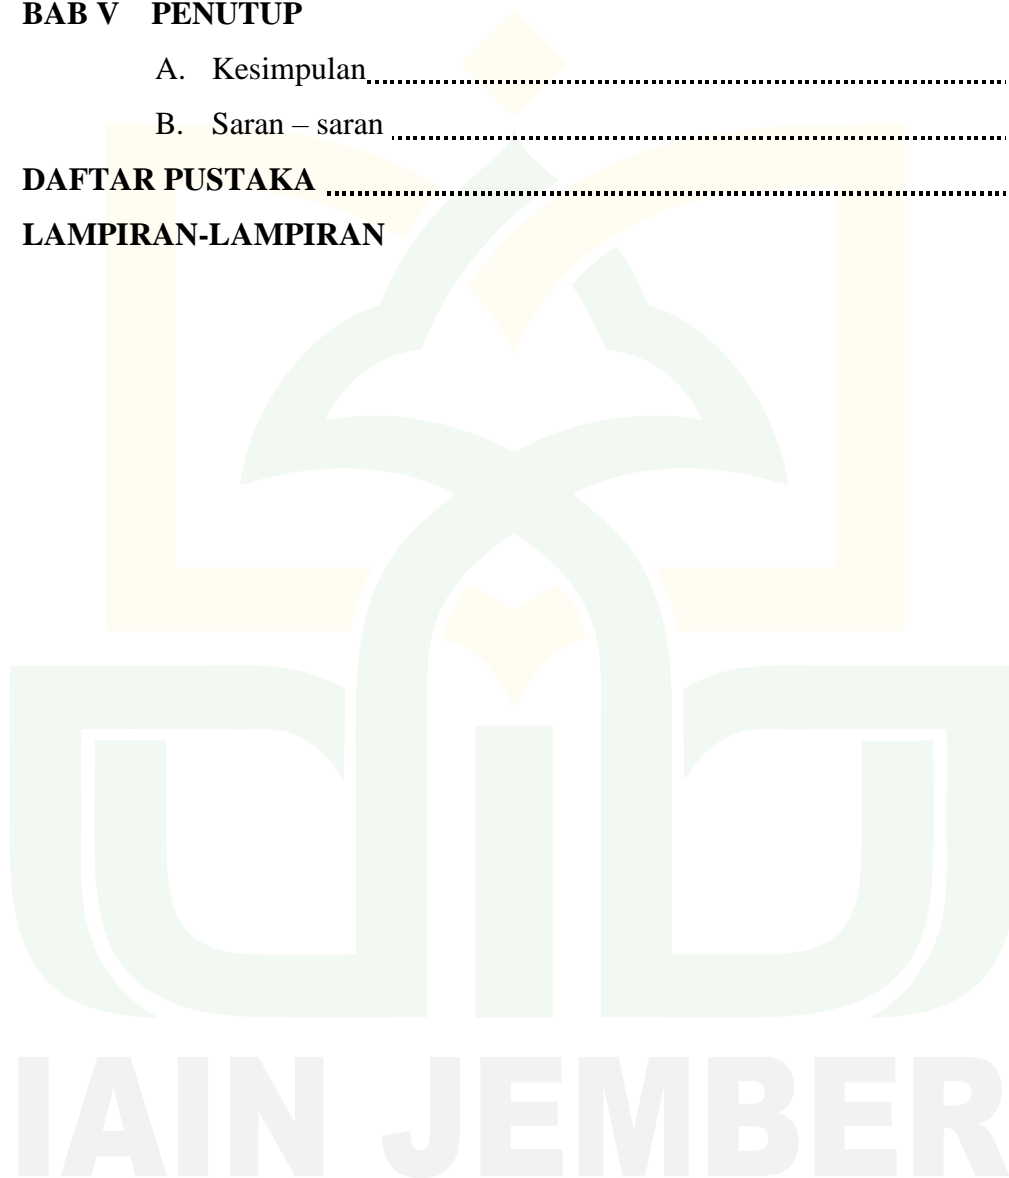 BAB V PENUTUP
A. Kesimpulan
B. Saran – saran
DAFTAR PUSTAKA
LAMPIRAN-LAMPIRAN
IAIN JEMBER